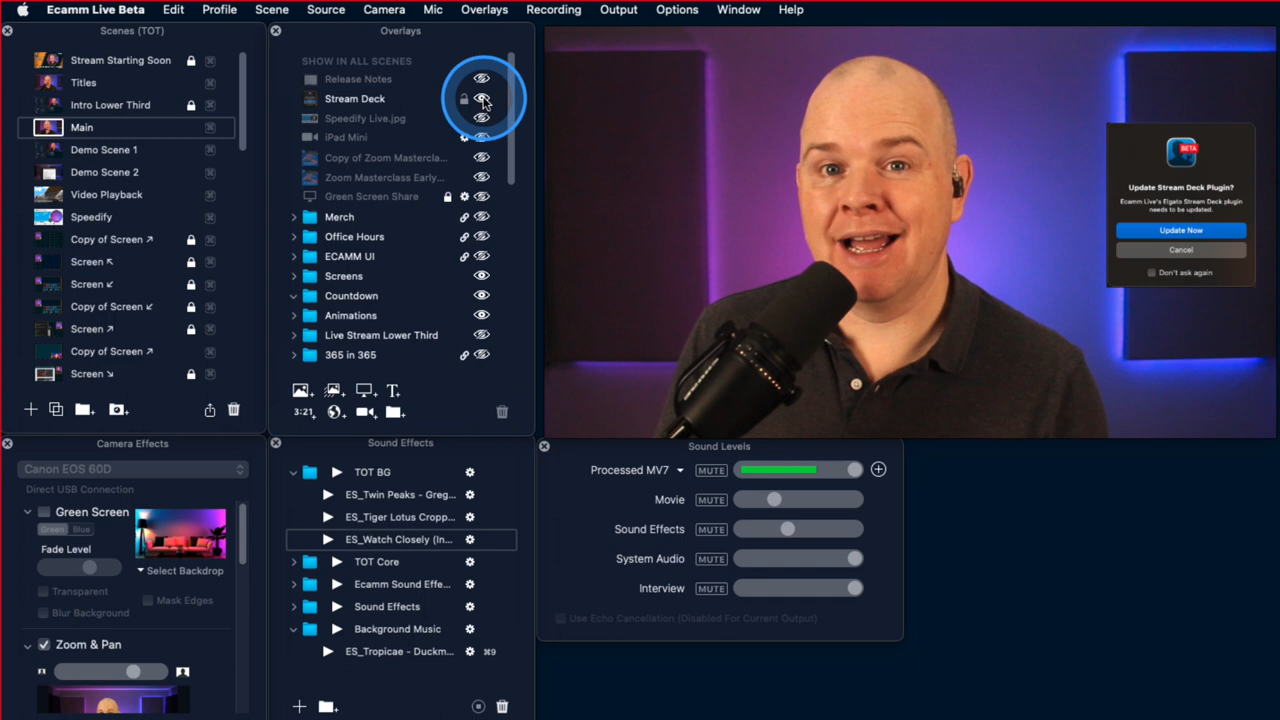 Ecamm Live Beta Edit Profile Scene Source Camera Mic Overlays Recording Output Options Window Help
Scenes (TOT)
Stream Starting Soon
Titles
Intro Lower Third
Main
Demo Scene 1
Demo Scene 2
Video Playback
Speedify
Copy of Screen ↗
Screen ↖
Screen ↙
Copy of Screen ↙
Screen ↗
Copy of Screen ↗
Screen ↘
Overlays
SHOW IN ALL SCENES
Release Notes
Stream Deck
Speedify Live.jpg
iPad Mini
Copy of Zoom Mastercla...
Zoom Masterclass Early...
Green Screen Share
Merch
Office Hours
ECAMM UI
Screens
Countdown
Animations
Live Stream Lower Third
365 in 365
T
3:21
BETA
Update Stream Deck Plugin?
Ecamm Live's Elgato Stream Deck plugin
needs to be updated.
Update Now
Cancel
Don't ask again
Camera Effects
Canon EOS 60D
Direct USB Connection
Green Screen
Green Blue
Fade Level
Select Backdrop
Transparent
Mask Edges
Blur Background
Zoom & Pan
Sound Effects
TOT BG
ES_Twin Peaks - Greg...
ES_Tiger Lotus Cropp...
ES_Watch Closely (In...
TOT Core
Ecamm Sound Effe...
Sound Effects
Background Music
ES_Tropicae - Duckm... ⌘9
Sound Levels
Processed MV7 MUTE
Movie MUTE
Sound Effects MUTE
System Audio MUTE
Interview MUTE
Use Echo Cancellation (Disabled For Current Output)